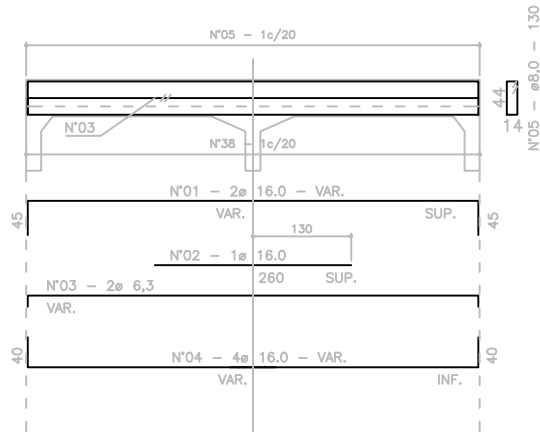 N°05 - 1c/20
N°05 - ø8,0 - 130
44
14
N°03
N°38 - 1c/20
N°01 - 2ø 16.0 - VAR.
45
VAR.
SUP.
45
130
N°02 - 1ø 16.0
260
SUP.
N°03 - 2ø 6,3
VAR.
40
N°04 - 4ø 16.0 - VAR.
40
VAR.
INF.